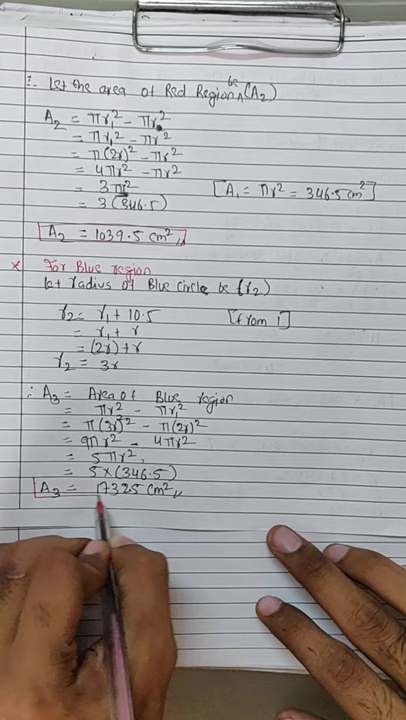 ∴ Let the area of Red Region be (A₂)
A₂ = πr₁² - πr²
= πr₁² - πr²
= π(2r)² - πr²
= 4πr² - πr²
= 3πr² [A₁ = πr² = 346.5 cm²]
= 3(346.5)
A₂ = 1039.5 cm²,,
× For Blue region
let radius of Blue circle be (r₂)
r₂ = r₁ + 10.5 [from 1]
= r₁ + r
= (2r) + r
r₂ = 3r
∴ A₃ = Area of Blue region
= πr₂² - πr₁²
= π(3r)² - π(2r)²
= 9πr² - 4πr²
= 5πr²,
= 5×(346.5)
A₃ = 17325 cm²,,